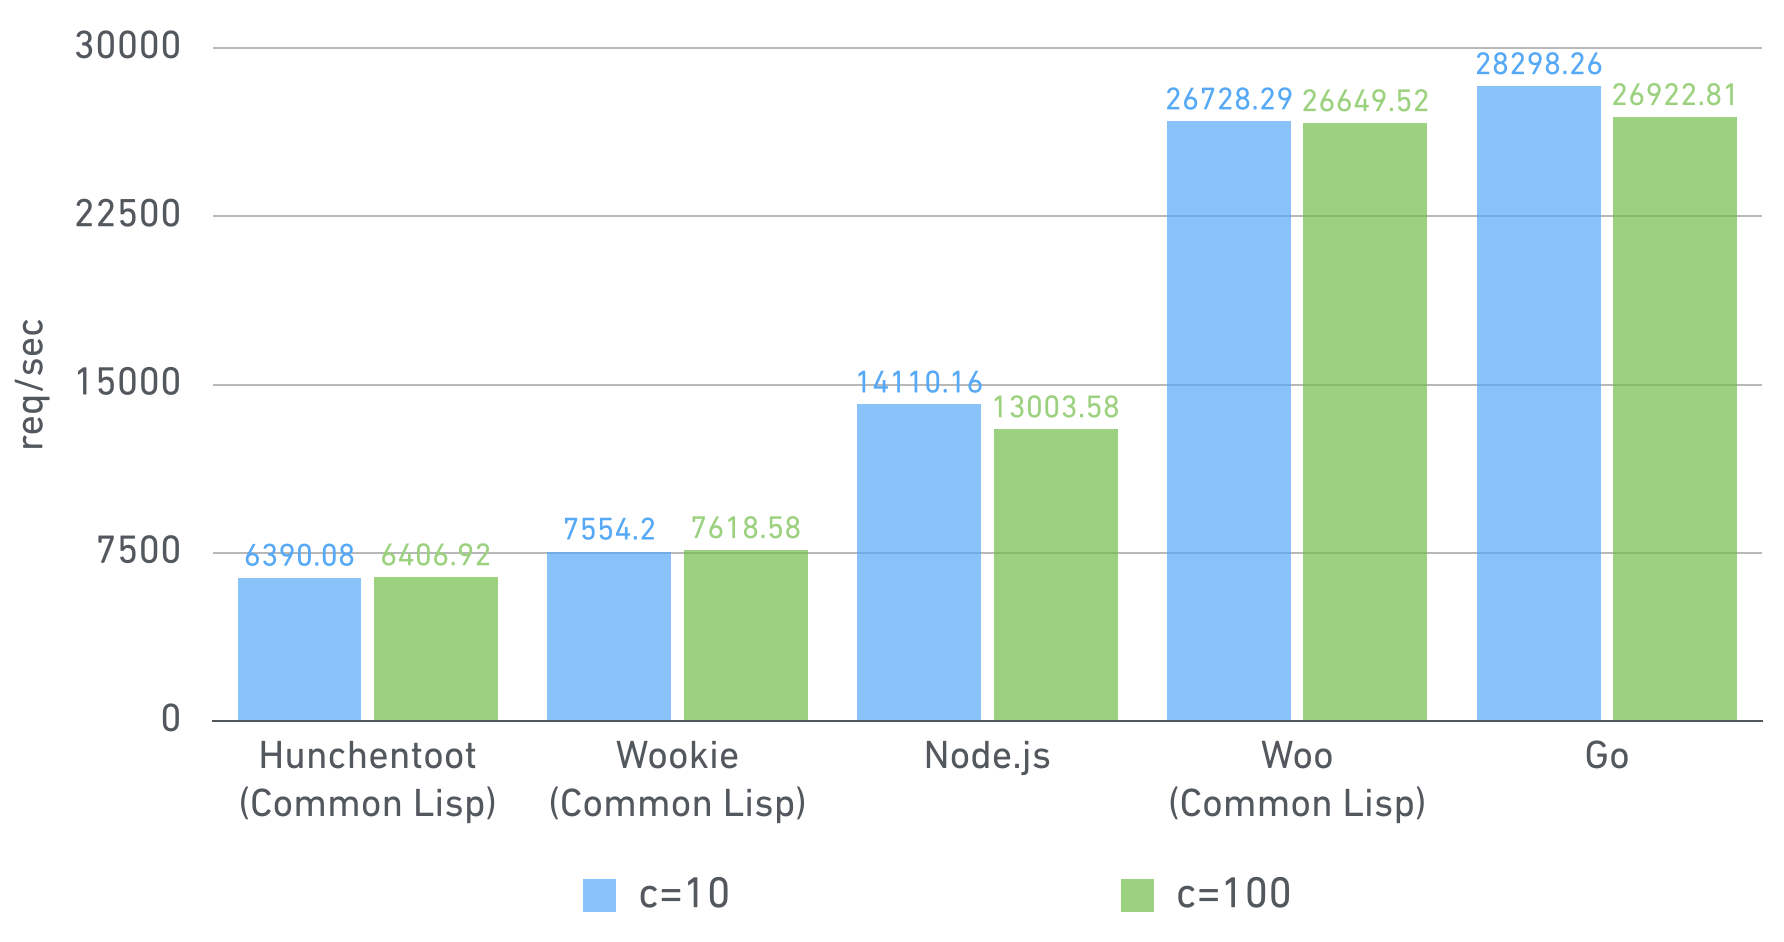 30000
22500
15000
7500
0
req/sec
6390.08
6406.92
7554.2
7618.58
14110.16
13003.58
26728.29
26649.52
28298.26
26922.81
Hunchentoot
(Common Lisp)
Wookie
(Common Lisp)
Node.js
Woo
(Common Lisp)
Go
c=10
c=100